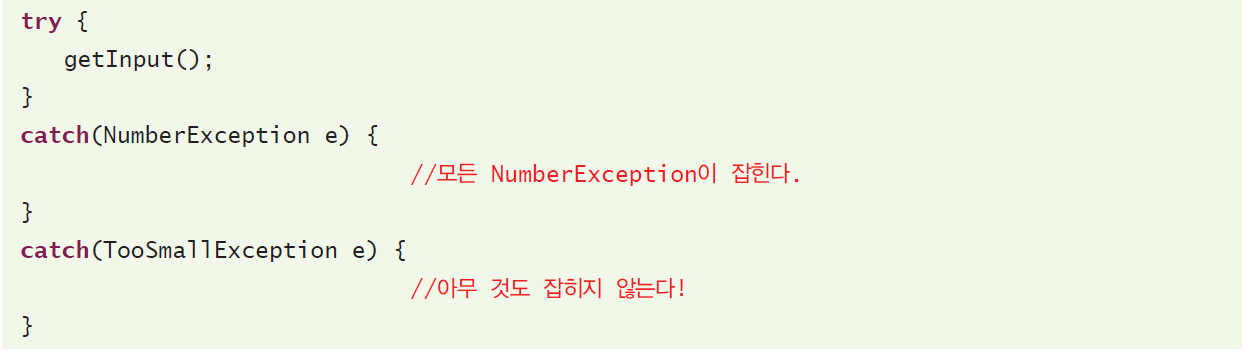 try {
getInput();
}
catch(NumberException e) {
//모든 NumberException이 잡힌다.
}
catch(TooSmallException e) {
//아무 것도 잡히지 않는다!
}